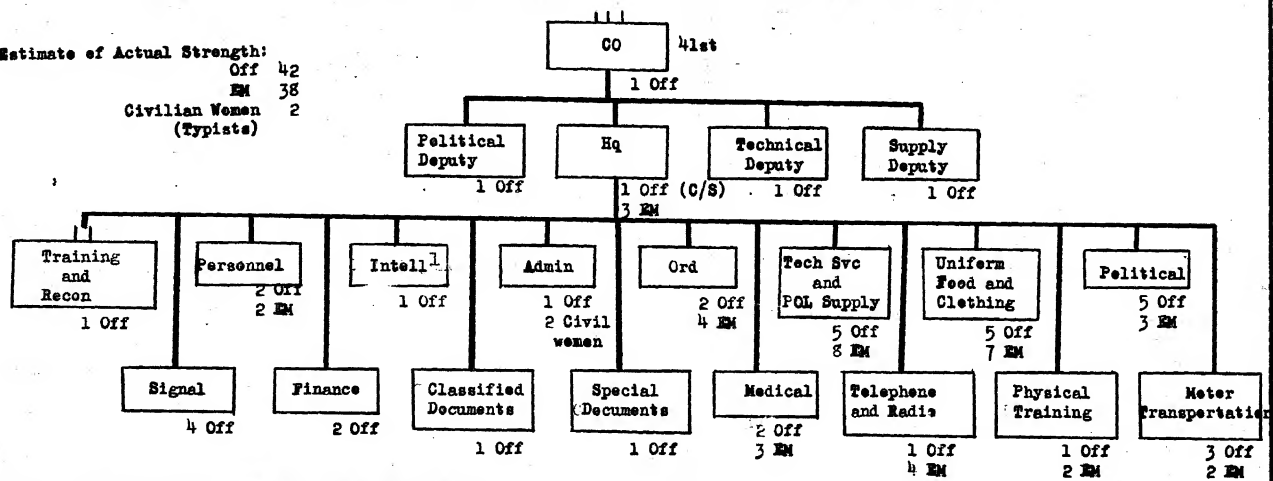 Estimate of Actual Strength:
Off 42
EM 38
Civilian Women 2
(Typists)
CO 41st
1 Off
Political
Deputy
1 Off
Hq
1 Off (C/S)
3 EM
Technical
Deputy
1 Off
Supply
Deputy
1 Off
Training
and
Recon
1 Off
Personnel
2 Off
2 EM
Intell1
1 Off
Admin
1 Off
2 Civil
women
Ord
2 Off
4 EM
Tech Svc
and
POL Supply
5 Off
8 EM
Uniform
Food and
Clothing
5 Off
7 EM
Political
5 Off
3 EM
Signal
4 Off
Finance
2 Off
Classified
Documents
1 Off
Special
Documents
1 Off
Medical
2 Off
3 EM
Telephone
and Radio
1 Off
4 EM
Physical
Training
1 Off
2 EM
Motor
Transportation
3 Off
2 EM